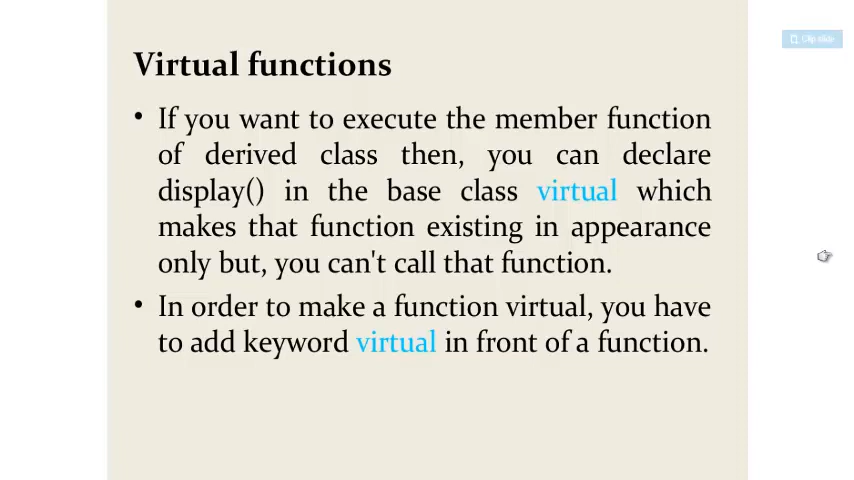 Clip slide
Virtual functions
• If you want to execute the member function
of derived class then, you can declare
display() in the base class virtual which
makes that function existing in appearance
only but, you can't call that function.
• In order to make a function virtual, you have
to add keyword virtual in front of a function.